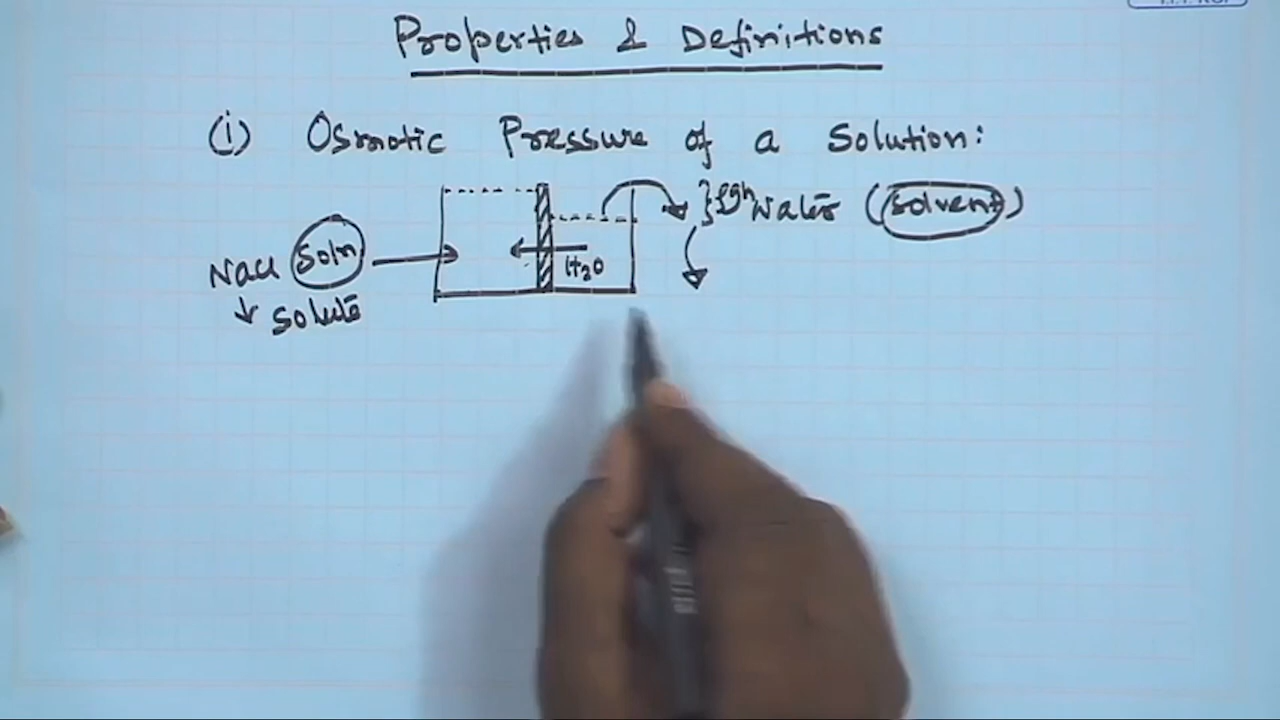 Properties & Definitions
(i) Osmotic Pressure of a Solution:
}ρgh Water (Solvent)
NaCl Soln
H₂O
↓ Solute